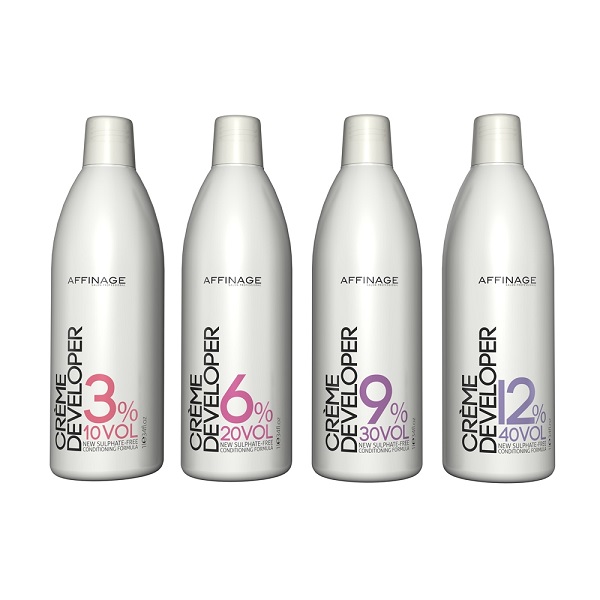 AFFINAGE
CRÈME
DEVELOPER
3%
10 VOL
NEW SULPHATE-FREE
CONDITIONING FORMULA
AFFINAGE
CRÈME
DEVELOPER
6%
20 VOL
NEW SULPHATE-FREE
CONDITIONING FORMULA
AFFINAGE
CRÈME
DEVELOPER
9%
30 VOL
NEW SULPHATE-FREE
CONDITIONING FORMULA
AFFINAGE
CRÈME
DEVELOPER
12%
40 VOL
NEW SULPHATE-FREE
CONDITIONING FORMULA